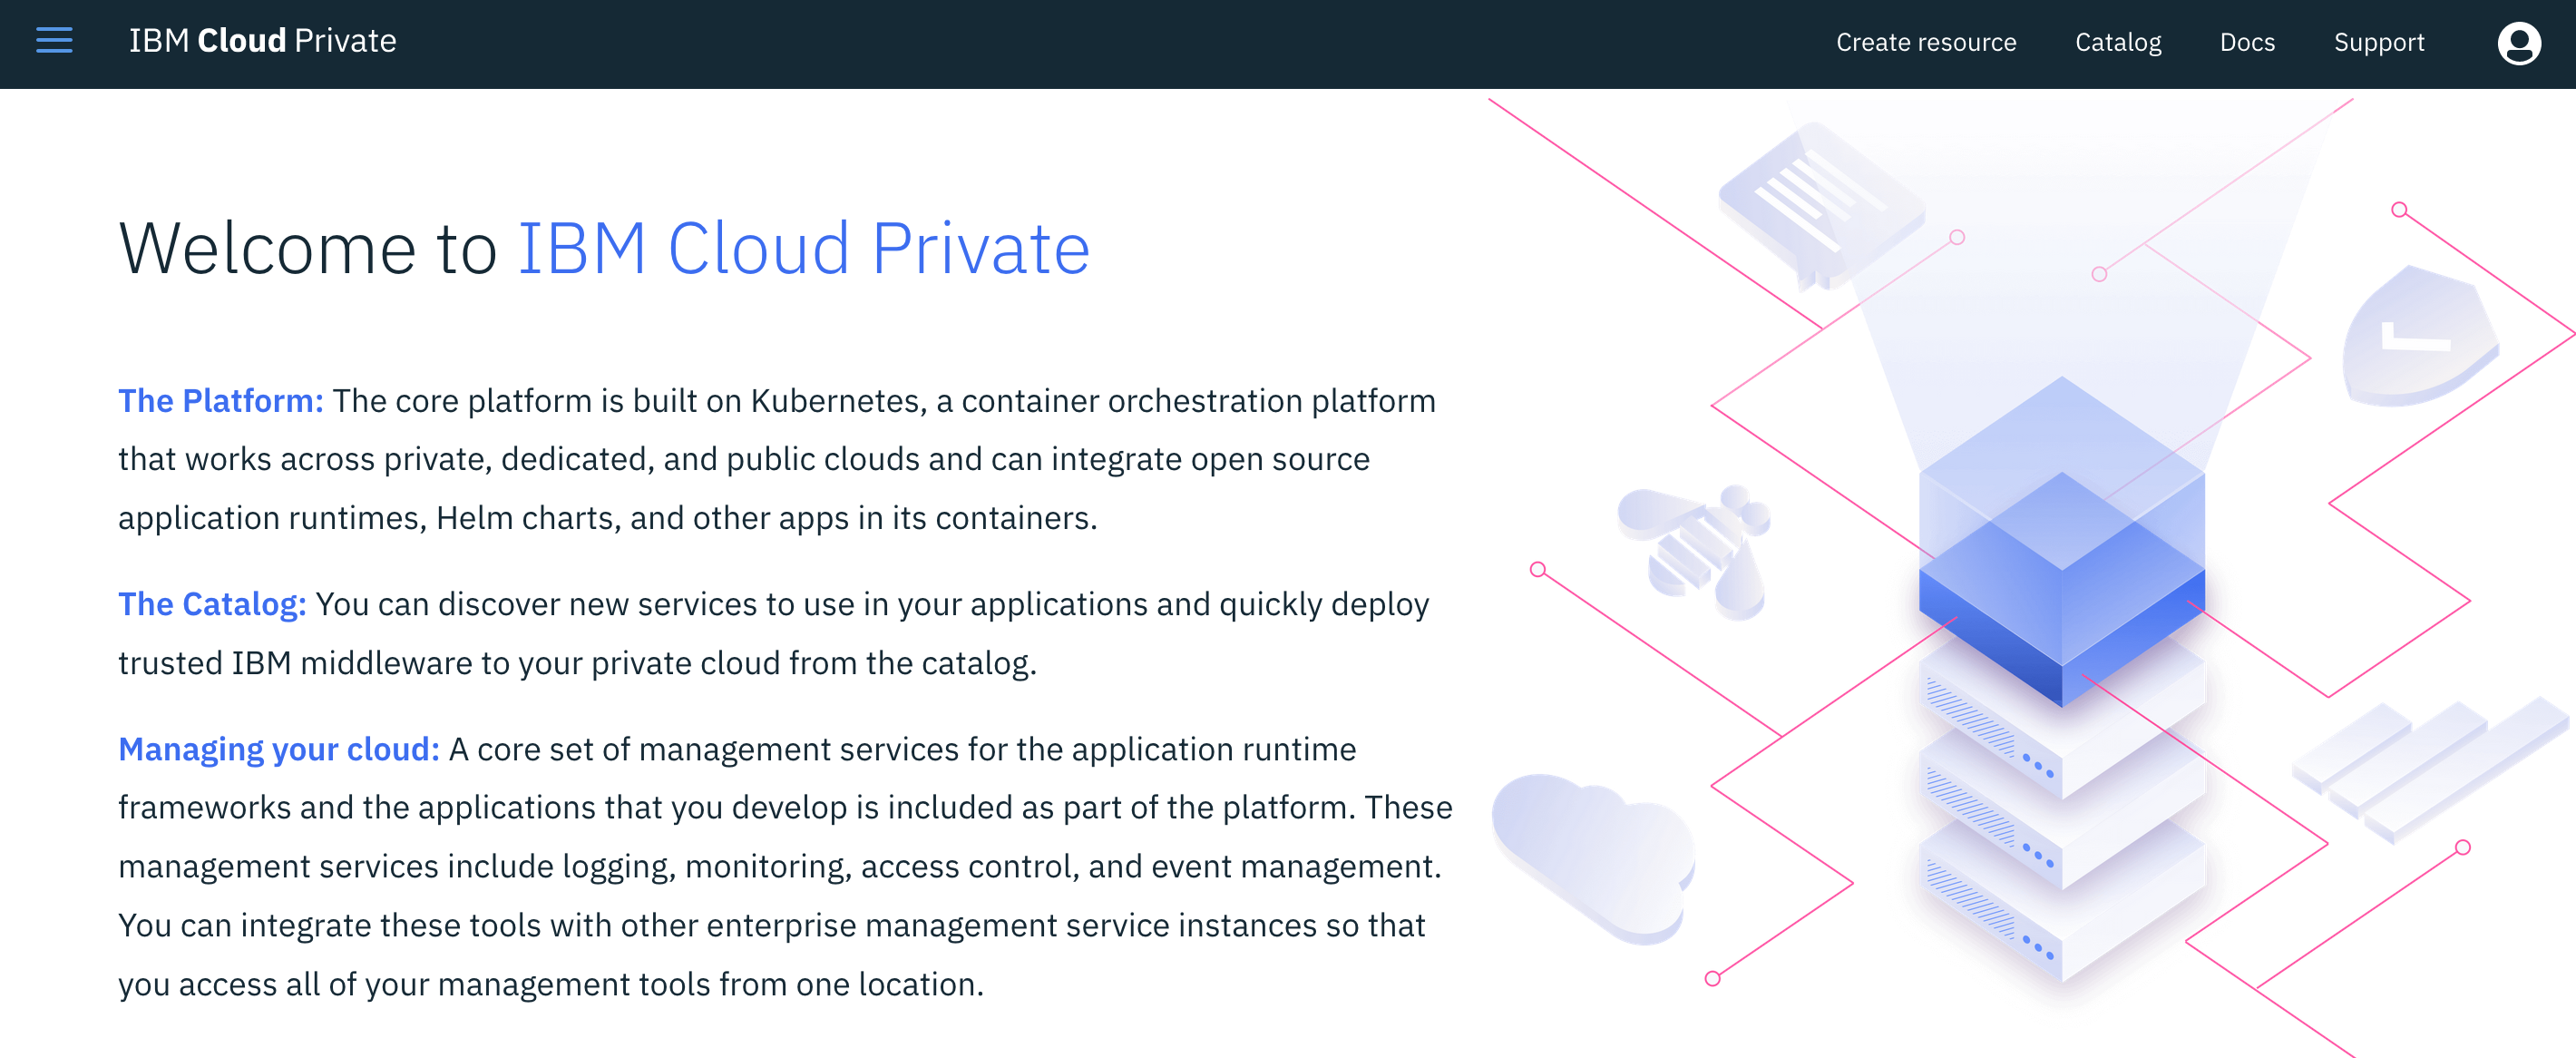 IBM Cloud Private
Create resource
Catalog
Docs
Support
Welcome to IBM Cloud Private
The Platform: The core platform is built on Kubernetes, a container orchestration platform
that works across private, dedicated, and public clouds and can integrate open source
application runtimes, Helm charts, and other apps in its containers.
The Catalog: You can discover new services to use in your applications and quickly deploy
trusted IBM middleware to your private cloud from the catalog.
Managing your cloud: A core set of management services for the application runtime
frameworks and the applications that you develop is included as part of the platform. These
management services include logging, monitoring, access control, and event management.
You can integrate these tools with other enterprise management service instances so that
you access all of your management tools from one location.